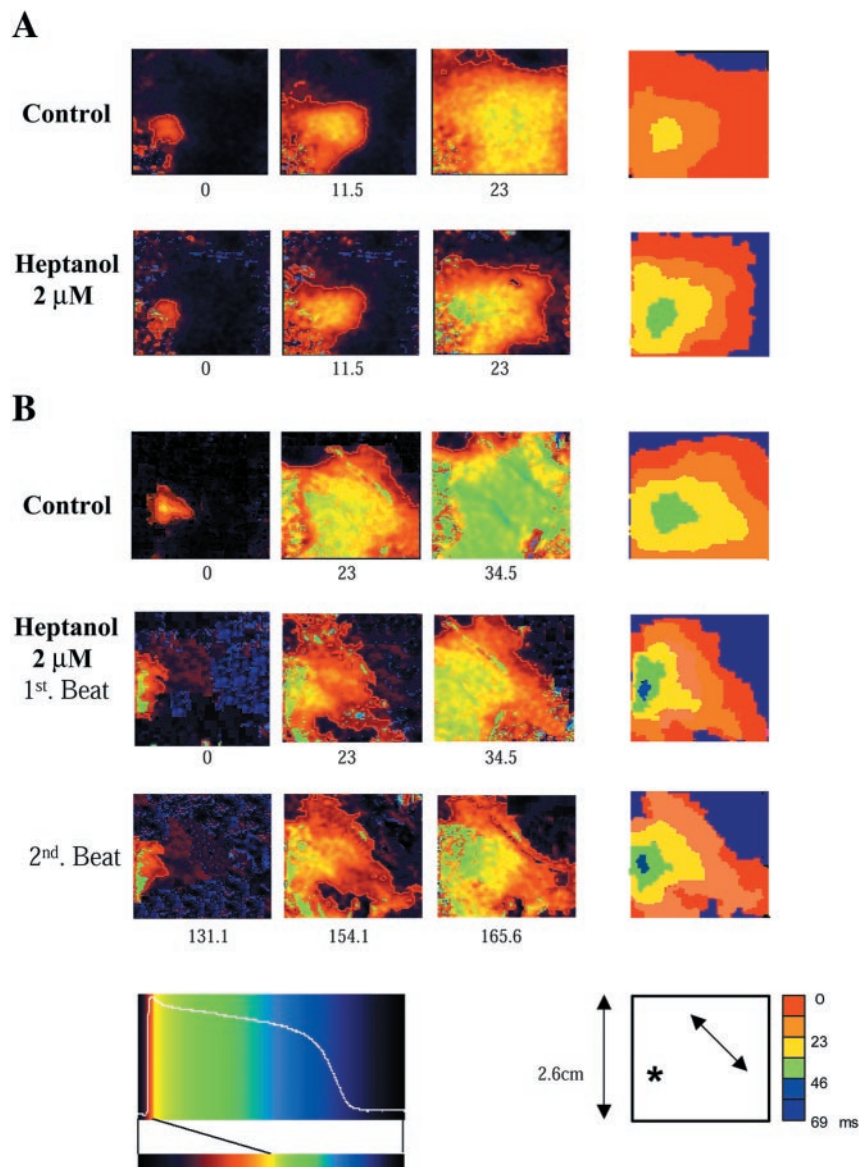 A
Control
0 11.5 23
Heptanol
2 μM
0 11.5 23
B
Control
0 23 34.5
Heptanol
2 μM
1st. Beat
0 23 34.5
2nd. Beat
131.1 154.1 165.6
2.6cm
*
0
23
46
69 ms